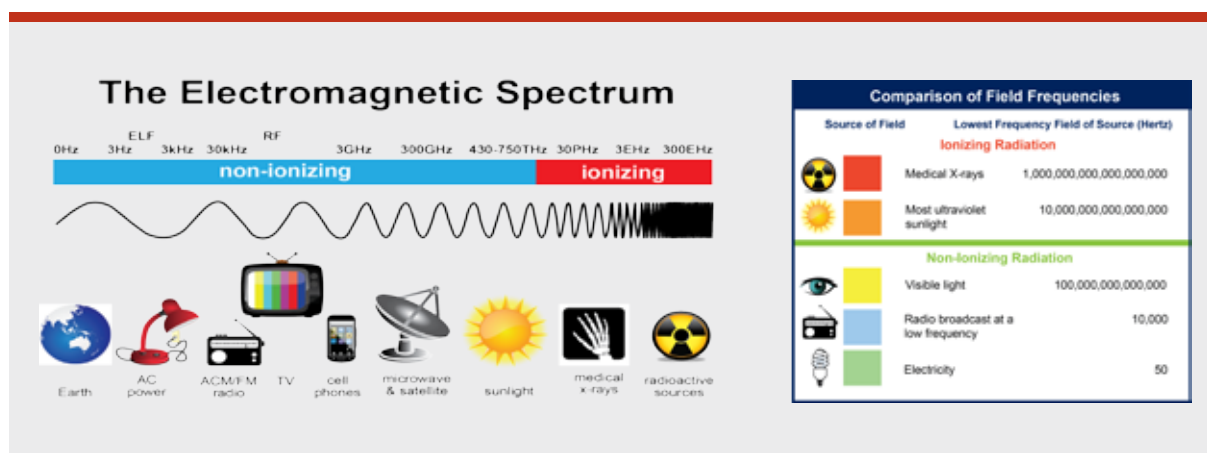 The Electromagnetic Spectrum
ELF RF
0Hz 3Hz 3kHz 30kHz 3GHz 300GHz 430-750THz 30PHz 3EHz 300EHz
non-ionizing ionizing
Earth
AC
power
ACM/FM
radio
TV
cell
phones
microwave
& satellite
sunlight
medical
x-rays
radioactive
sources
Comparison of Field Frequencies
Source of Field Lowest Frequency Field of Source (Hertz)
Ionizing Radiation
Medical X-rays 1,000,000,000,000,000,000
Most ultraviolet 10,000,000,000,000,000
sunlight
Non-Ionizing Radiation
Visible light 100,000,000,000,000
Radio broadcast at a 10,000
low frequency
Electricity 50